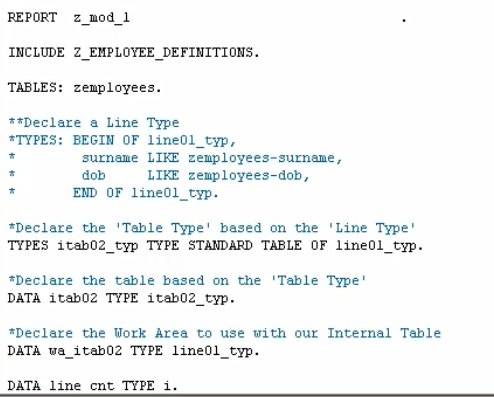 REPORT z_mod_1 .
INCLUDE Z_EMPLOYEE_DEFINITIONS.
TABLES: zemployees.
**Declare a Line Type
*TYPES: BEGIN OF line01_typ,
* surname LIKE zemployees-surname,
* dob LIKE zemployees-dob,
* END OF line01_typ.
*Declare the 'Table Type' based on the 'Line Type'
TYPES itab02_typ TYPE STANDARD TABLE OF line01_typ.
*Declare the table based on the 'Table Type'
DATA itab02 TYPE itab02_typ.
*Declare the Work Area to use with our Internal Table
DATA wa_itab02 TYPE line01_typ.
DATA line cnt TYPE i.